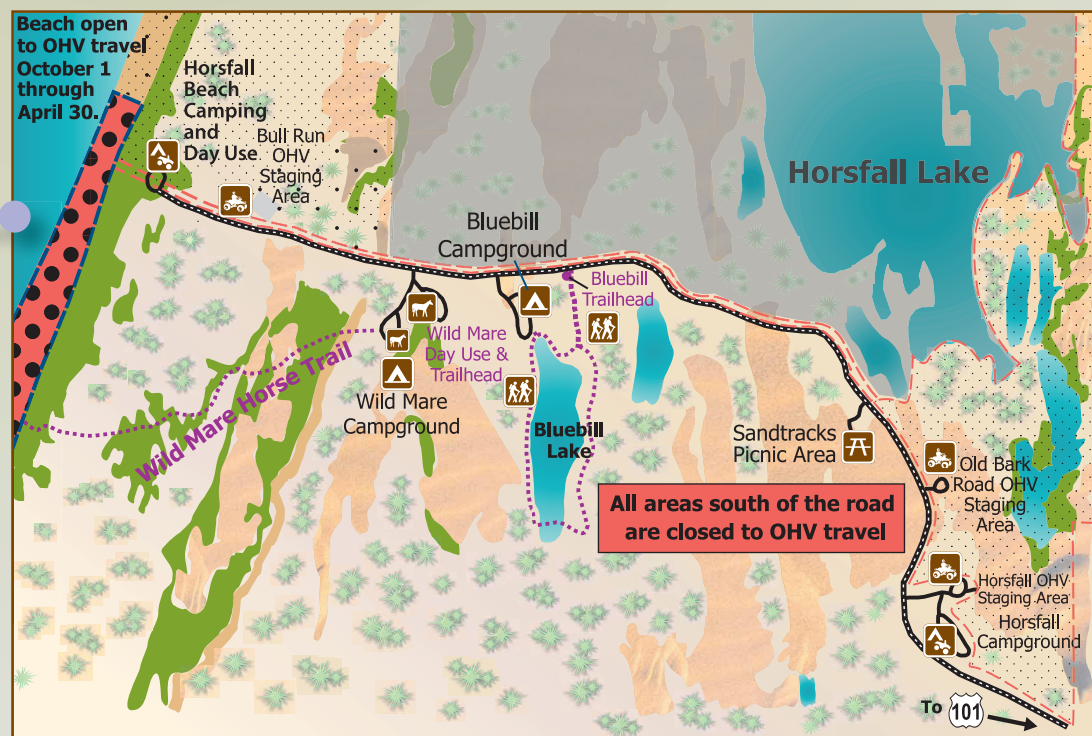 Beach open
to OHV travel
October 1
through
April 30.
Horsfall
Beach
Camping
and
Day Use
Bull Run
OHV
Staging
Area
Horsfall Lake
Bluebill
Campground
Bluebill
Trailhead
Wild Mare
Day Use &
Trailhead
Wild Mare Horse Trail
Wild Mare
Campground
Bluebill
Lake
Sandtracks
Picnic Area
Old Bark
Road OHV
Staging
Area
All areas south of the road
are closed to OHV travel
Horsfall OHV
Staging Area
Horsfall
Campground
To 101